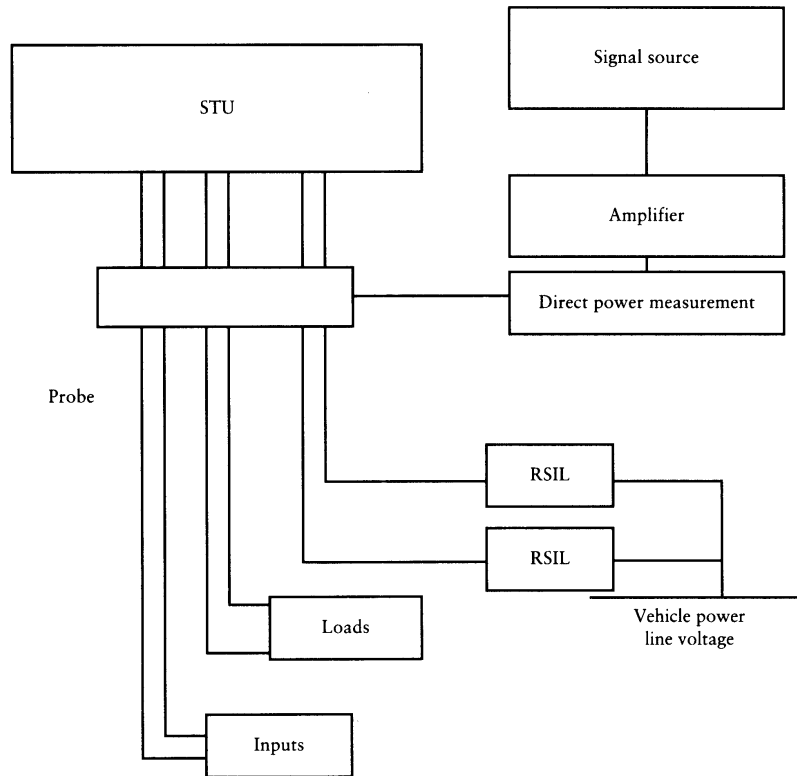 Signal source
STU
Amplifier
Direct power measurement
Probe
RSIL
RSIL
Vehicle power
line voltage
Loads
Inputs